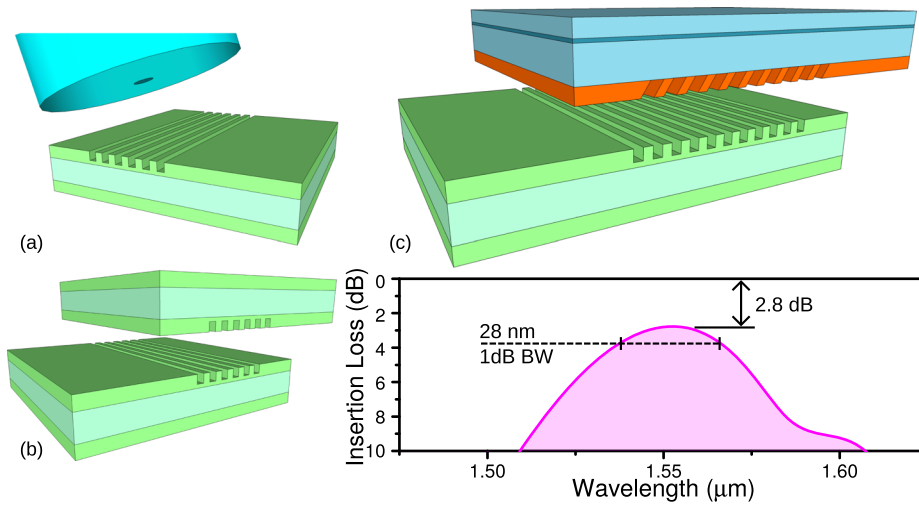 (a)
(b)
(c)
Insertion Loss (dB)
0
2
4
6
8
10
2.8 dB
28 nm
1dB BW
1.50
1.55
1.60
Wavelength (μm)